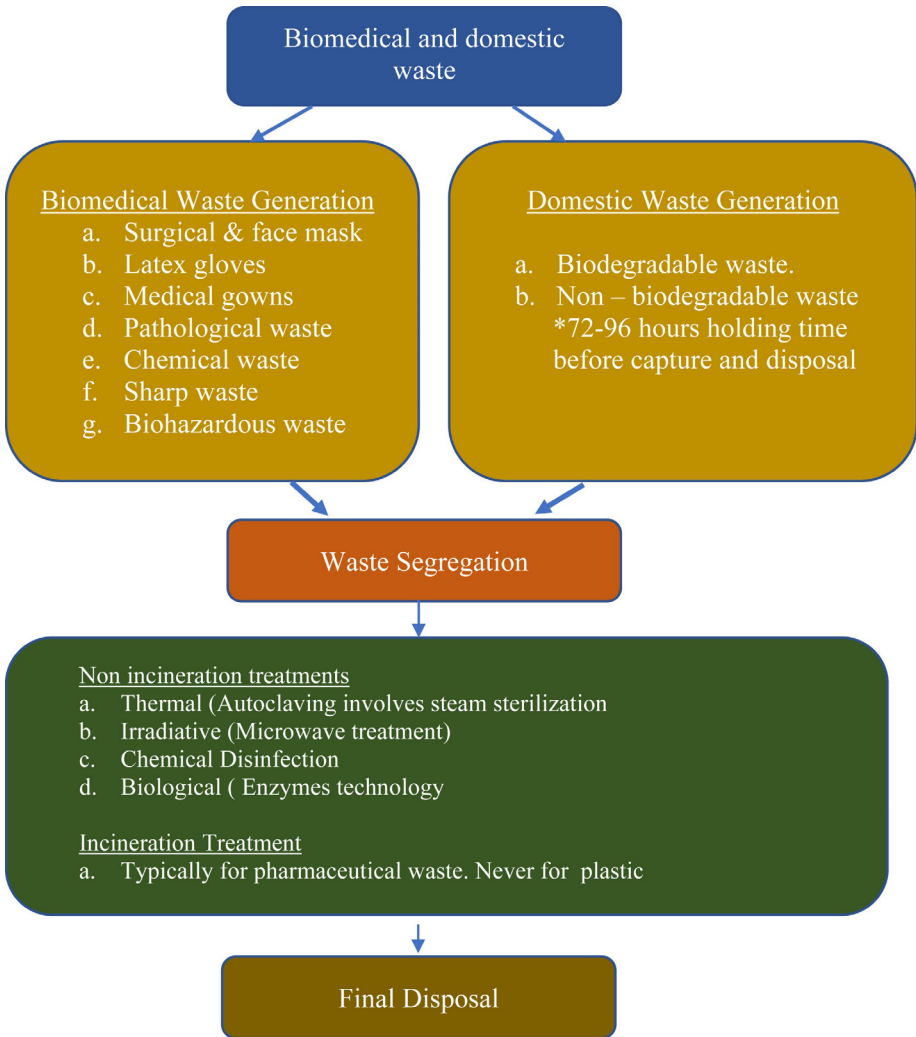 Biomedical and domestic
waste
Biomedical Waste Generation
a. Surgical & face mask
b. Latex gloves
c. Medical gowns
d. Pathological waste
e. Chemical waste
f. Sharp waste
g. Biohazardous waste
Domestic Waste Generation
a. Biodegradable waste.
b. Non – biodegradable waste
*72-96 hours holding time
before capture and disposal
Waste Segregation
Non incineration treatments
a. Thermal (Autoclaving involves steam sterilization
b. Irradiative (Microwave treatment)
c. Chemical Disinfection
d. Biological ( Enzymes technology
Incineration Treatment
a. Typically for pharmaceutical waste. Never for plastic
Final Disposal